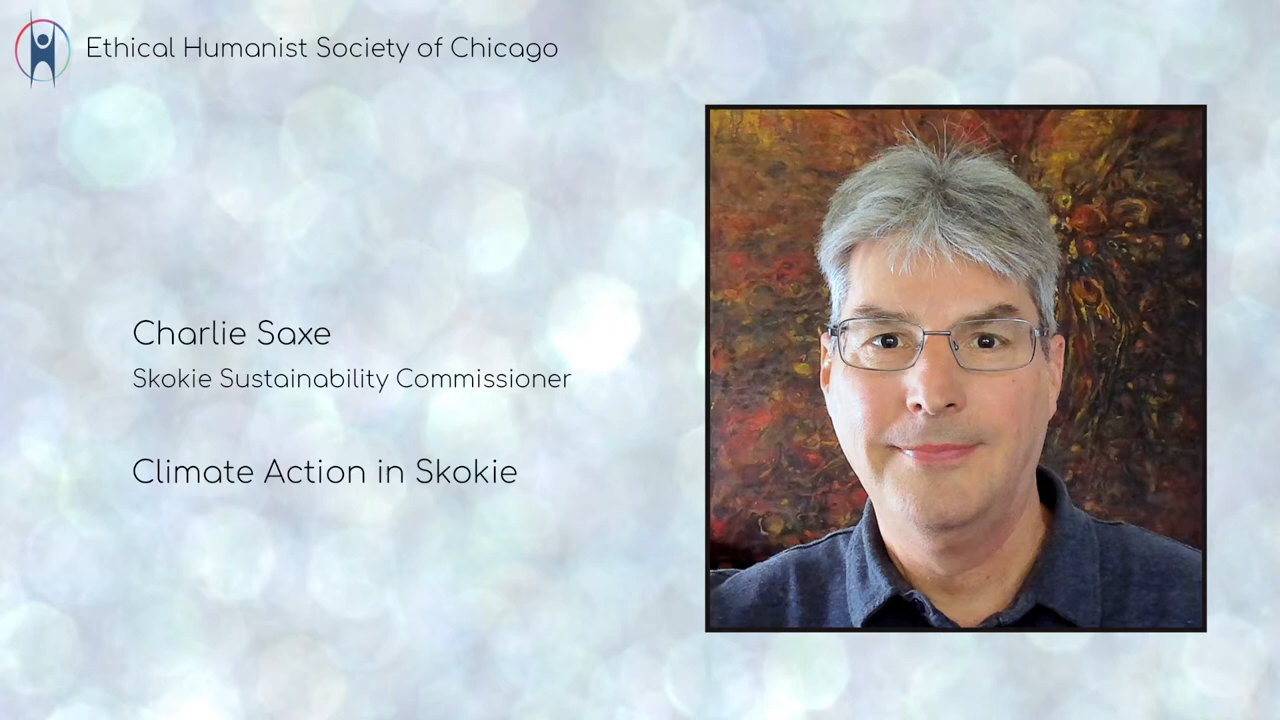 Ethical Humanist Society of Chicago
Charlie Saxe
Skokie Sustainability Commissioner
Climate Action in Skokie